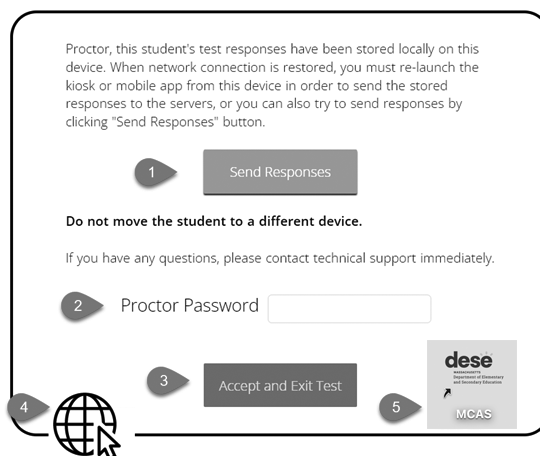 Proctor, this student's test responses have been stored locally on this
device. When network connection is restored, you must re-launch the
kiosk or mobile app from this device in order to send the stored
responses to the servers, or you can also try to send responses by
clicking "Send Responses" button.
1
Send Responses
Do not move the student to a different device.
If you have any questions, please contact technical support immediately.
2
Proctor Password
3
Accept and Exit Test
4
5
dese
MASSACHUSETTS
Department of Elementary
and Secondary Education
MCAS